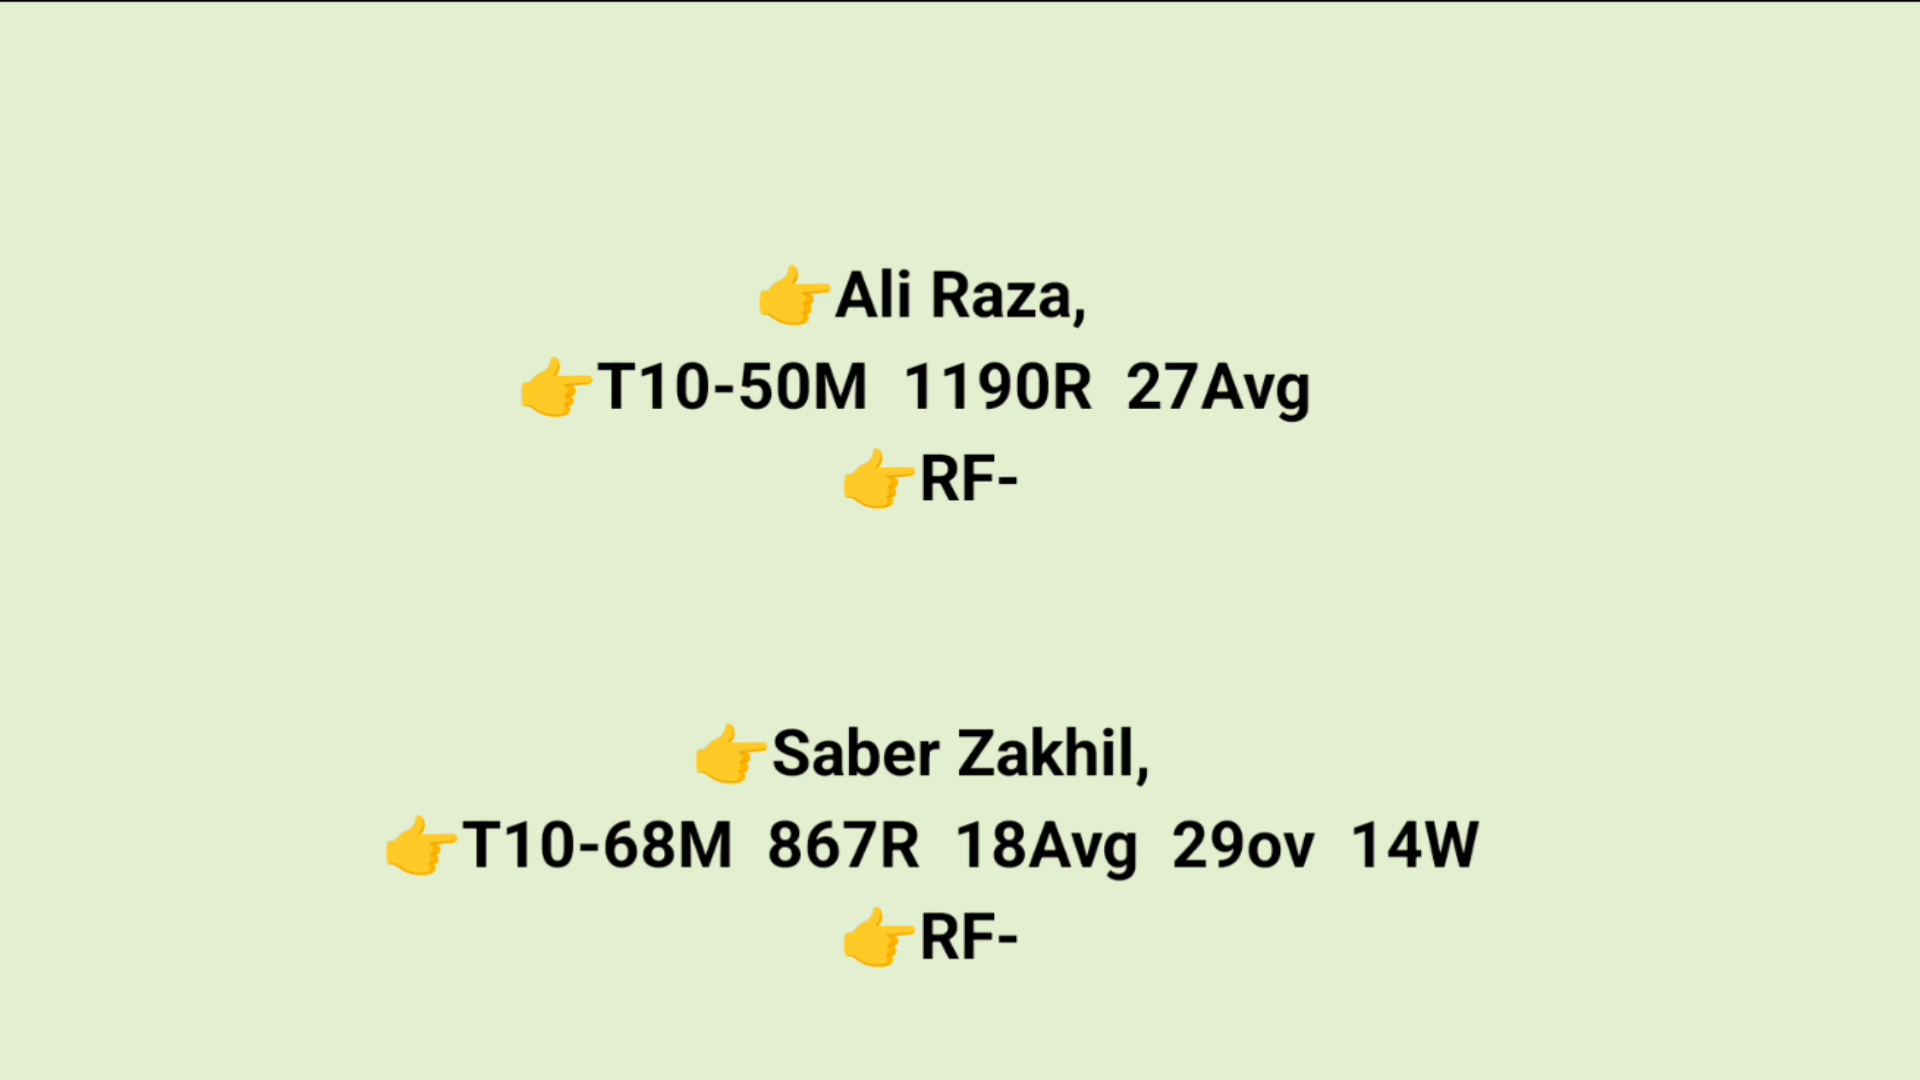 👉Ali Raza,
👉T10-50M 1190R 27Avg
👉RF-
👉Saber Zakhil,
👉T10-68M 867R 18Avg 29ov 14W
👉RF-